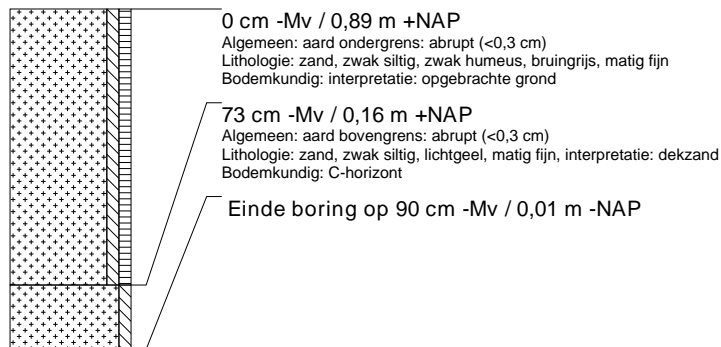 0 cm -Mv / 0,89 m +NAP
Algemeen: aard ondergrens: abrupt (<0,3 cm)
Lithologie: zand, zwak siltig, zwak humeus, bruingrijs, matig fijn
Bodemkundig: interpretatie: opgebrachte grond
73 cm -Mv / 0,16 m +NAP
Algemeen: aard bovengrens: abrupt (<0,3 cm)
Lithologie: zand, zwak siltig, lichtgeel, matig fijn, interpretatie: dekzand
Bodemkundig: C-horizont
Einde boring op 90 cm -Mv / 0,01 m -NAP